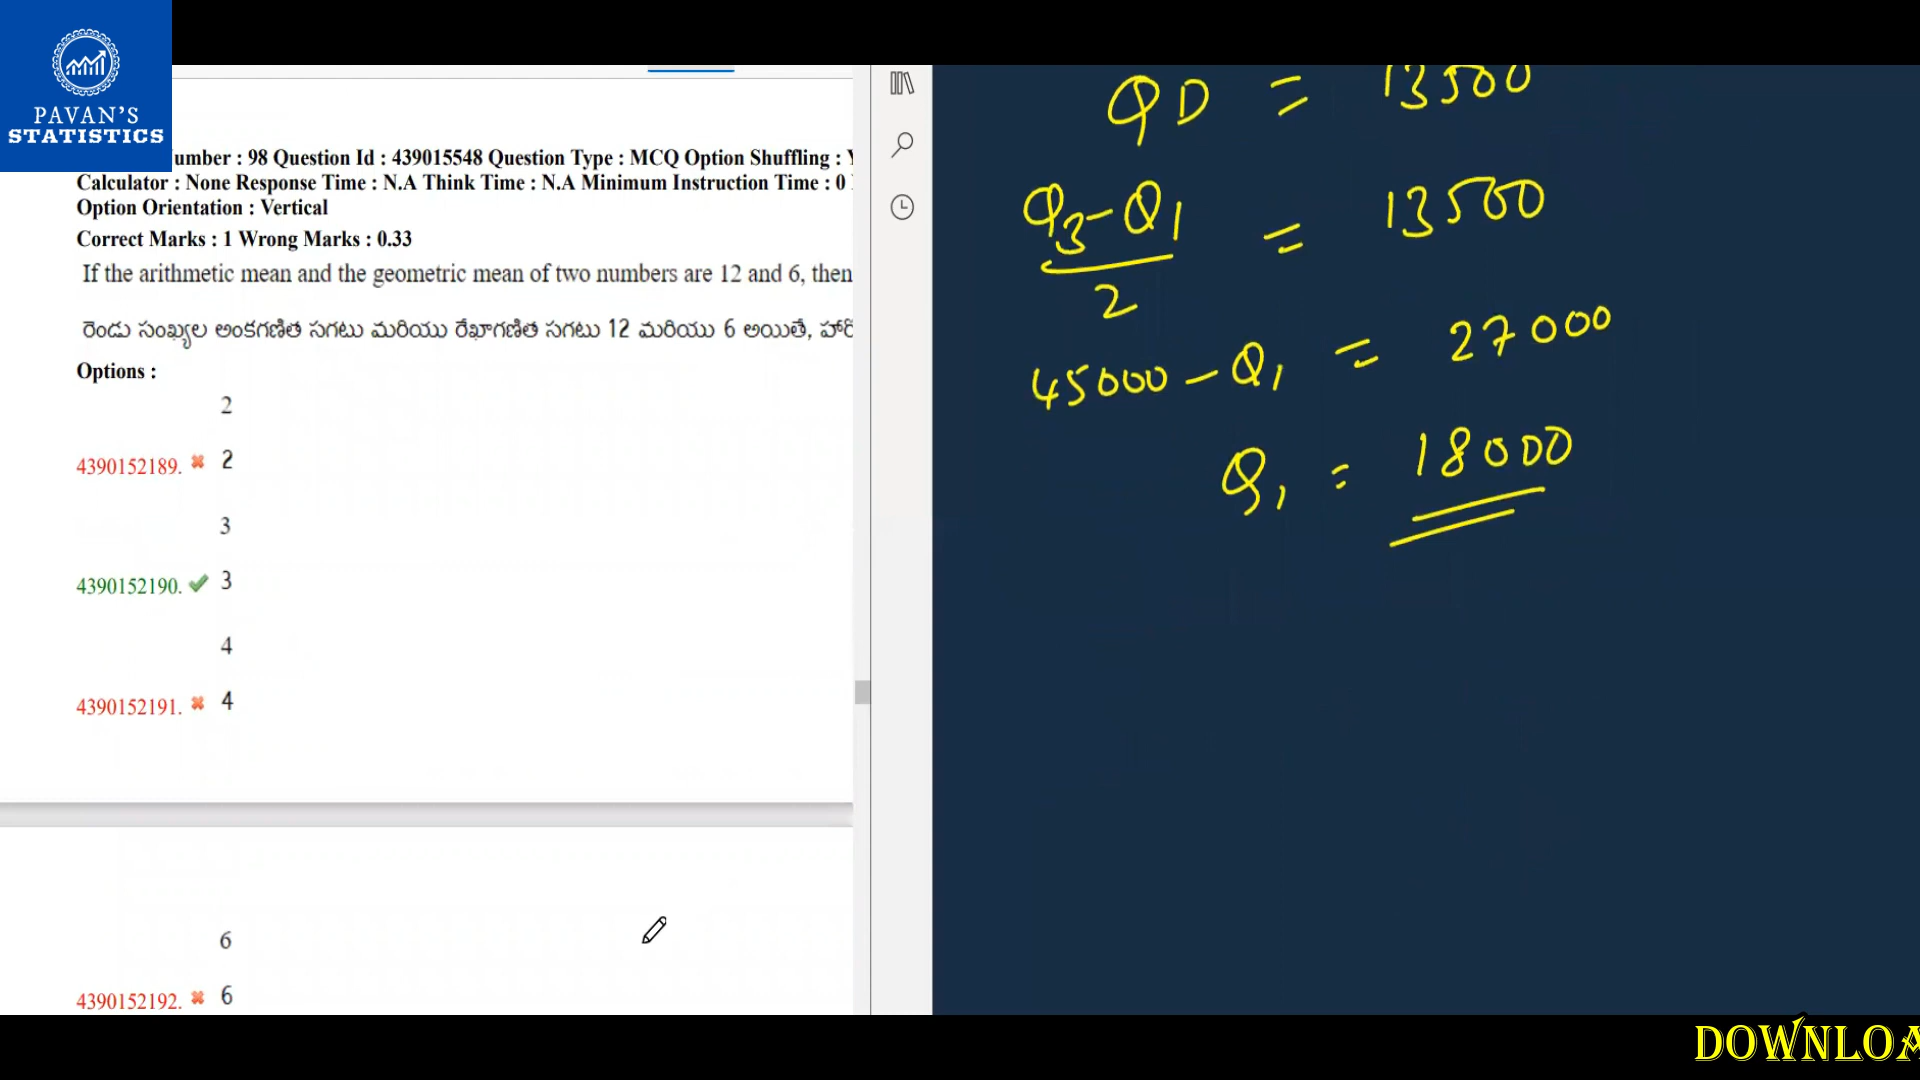 PAVAN'S
STATISTICS
umber : 98 Question Id : 439015548 Question Type : MCQ Option Shuffling :
Calculator : None Response Time : N.A Think Time : N.A Minimum Instruction Time : 0
Option Orientation : Vertical
Correct Marks : 1 Wrong Marks : 0.33
If the arithmetic mean and the geometric mean of two numbers are 12 and 6, then
రెండు సంఖ్యల అంకగణిత సగటు మరియు రేఖాగణిత సగటు 12 మరియు 6 అయితే,
Options :
2
4390152189. ✖ 2
3
4390152190. ✔ 3
4
4390152191. ✖ 4
6
4390152192. ✖ 6
QD = 13500
Q3-Q1 = 13500
2
45000 - Q1 = 27000
Q1 = 18000
DOWNLOA